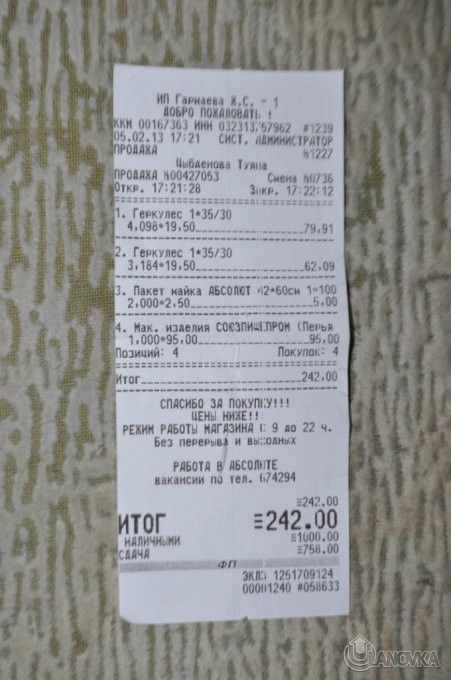 ИП Гармаева Ж.С. - 1
ДОБРО ПОЖАЛОВАТЬ !
ККМ 00167363 ИНН 032313357962 #1239
05.02.13 17:21 СИСТ. АДМИНИСТРАТОР
ПРОДАЖА №1227
Цыбденова Туяна
ПРОДАЖА №00427053 Смена №0736
Откр. 17:21:28 Закр. 17:22:12
1. Геркулес 1*35/30
4,098*19,50 79,91
2. Геркулес 1*35/30
3,184*19,50 62,09
3. Пакет майка АБСОЛЮТ 42*60см 1*100
2,000*2,50 5,00
4. Мак. изделия СОЮЗПИЩЕПРОМ (Перья
1,000*95,00 95,00
Позиций: 4 Покупок: 4
Итог 242,00
СПАСИБО ЗА ПОКУПКУ!!!
ЦЕНЫ НИЖЕ!!
РЕЖИМ РАБОТЫ МАГАЗИНА С 9 до 22 ч.
Без перерыва и выходных
РАБОТА В АБСОЛЮТЕ
вакансии по тел. 674294
≡242.00
ИТОГ ≡242.00
НАЛИЧНЫМИ ≡1000.00
СДАЧА ≡758.00
ФП
ЭКЛЗ 1251709124
00001240 #058633
ULANOVKA